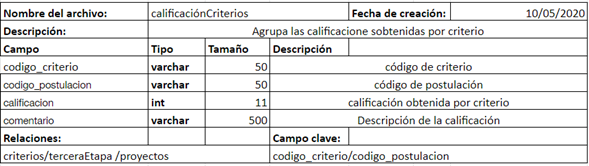 Nombre del archivo: calificaciónCriterios Fecha de creación: 10/05/2020
Descripción: Agrupa las calificacione sobtenidas por criterio
Campo Tipo Tamaño Descripción
codigo_criterio varchar 50 código de criterio
codigo_postulacion varchar 50 código de postulación
calificacion int 11 calificación obtenida por criterio
comentario varchar 500 Descripción de la calificación
Relaciones: Campo clave:
criterios/terceraEtapa /proyectos codigo_criterio/codigo_postulacion